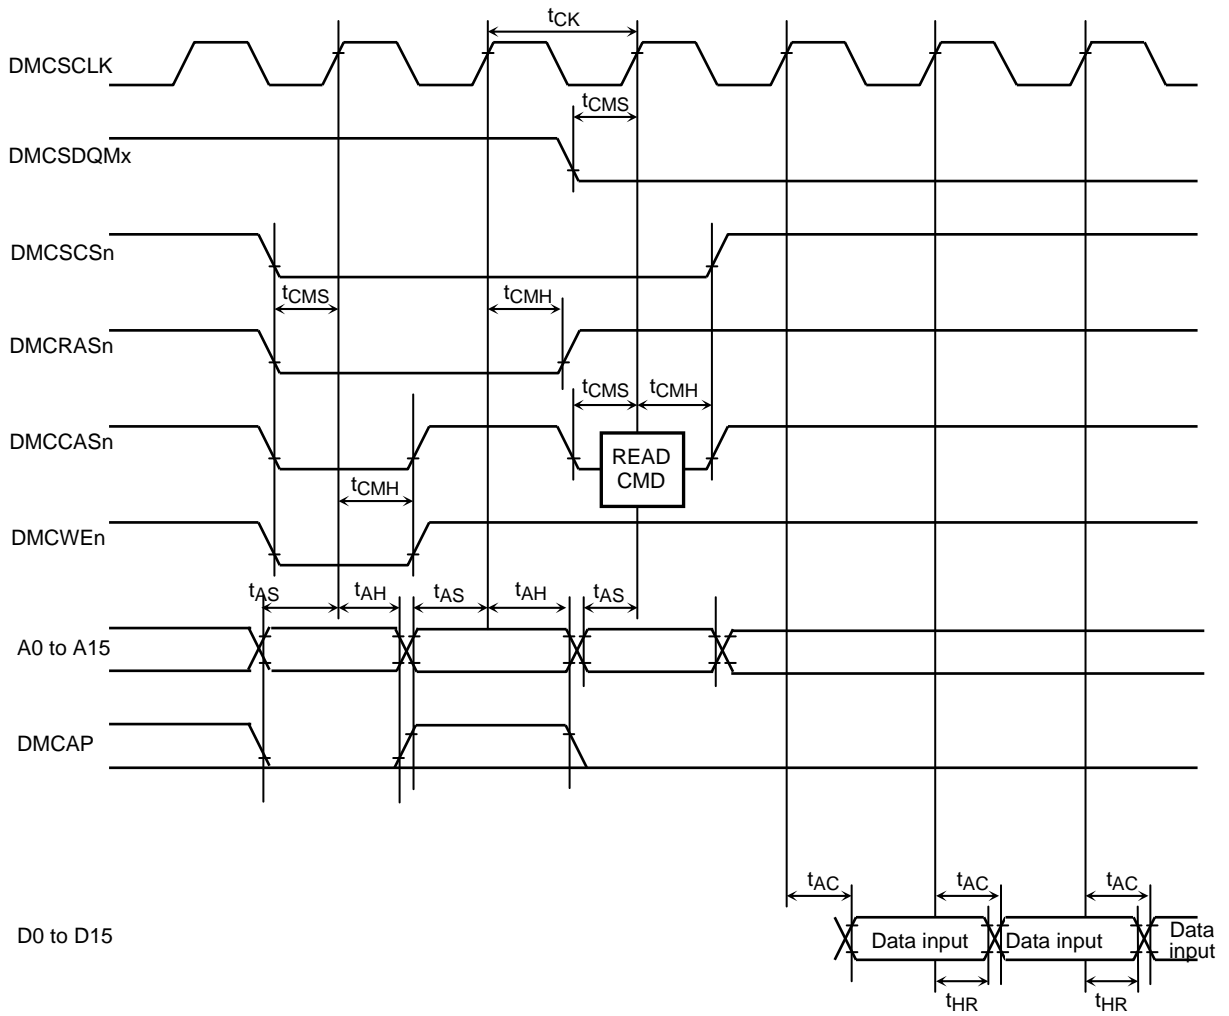 tCK
DMCSCLK
tCMS
DMCSDQMx
DMCSCSn
tCMS
tCMH
DMCRASn
tCMS
tCMH
DMCCASn
READ
CMD
tCMH
DMCWEn
tAS
tAH
tAS
tAH
tAS
A0 to A15
DMCAP
tAC
tAC
tAC
D0 to D15
Data input
Data input
Data
input
tHR
tHR